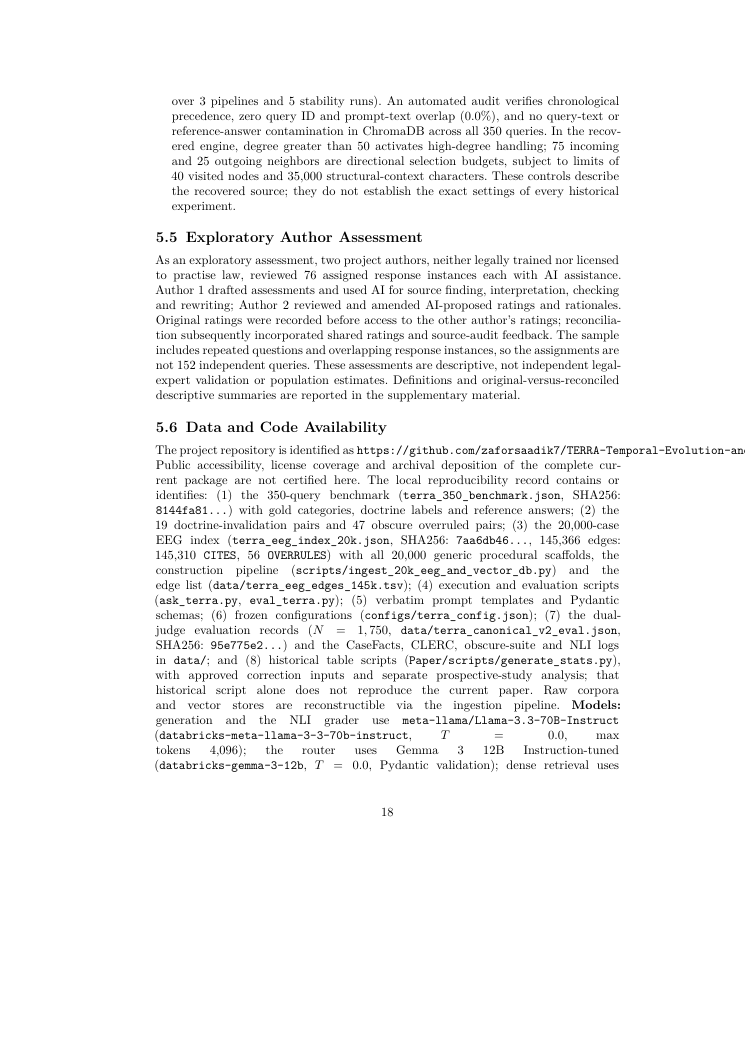 over 3 pipelines and 5 stability runs). An automated audit verifies chronological
precedence, zero query ID and prompt-text overlap (0.0%), and no query-text or
reference-answer contamination in ChromaDB across all 350 queries. In the recov-
ered engine, degree greater than 50 activates high-degree handling; 75 incoming
and 25 outgoing neighbors are directional selection budgets, subject to limits of
40 visited nodes and 35,000 structural-context characters. These controls describe
the recovered source; they do not establish the exact settings of every historical
experiment.
5.5 Exploratory Author Assessment
As an exploratory assessment, two project authors, neither legally trained nor licensed
to practise law, reviewed 76 assigned response instances each with AI assistance.
Author 1 drafted assessments and used AI for source finding, interpretation, checking
and rewriting; Author 2 reviewed and amended AI-proposed ratings and rationales.
Original ratings were recorded before access to the other author's ratings; reconcilia-
tion subsequently incorporated shared ratings and source-audit feedback. The sample
includes repeated questions and overlapping response instances, so the assignments are
not 152 independent queries. These assessments are descriptive, not independent legal-
expert validation or population estimates. Definitions and original-versus-reconciled
descriptive summaries are reported in the supplementary material.
5.6 Data and Code Availability
The project repository is identified as https://github.com/zaforsaadik7/TERRA-Temporal-Evolution-an
Public accessibility, license coverage and archival deposition of the complete cur-
rent package are not certified here. The local reproducibility record contains or
identifies: (1) the 350-query benchmark (terra_350_benchmark.json, SHA256:
8144fa81...) with gold categories, doctrine labels and reference answers; (2) the
19 doctrine-invalidation pairs and 47 obscure overruled pairs; (3) the 20,000-case
EEG index (terra_eeg_index_20k.json, SHA256: 7aa6db46..., 145,366 edges:
145,310 CITES, 56 OVERRULES) with all 20,000 generic procedural scaffolds, the
construction pipeline (scripts/ingest_20k_eeg_and_vector_db.py) and the
edge list (data/terra_eeg_edges_145k.tsv); (4) execution and evaluation scripts
(ask_terra.py, eval_terra.py); (5) verbatim prompt templates and Pydantic
schemas; (6) frozen configurations (configs/terra_config.json); (7) the dual-
judge evaluation records (N = 1,750, data/terra_canonical_v2_eval.json,
SHA256: 95e775e2...) and the CaseFacts, CLERC, obscure-suite and NLI logs
in data/; and (8) historical table scripts (Paper/scripts/generate_stats.py),
with approved correction inputs and separate prospective-study analysis; that
historical script alone does not reproduce the current paper. Raw corpora
and vector stores are reconstructible via the ingestion pipeline. Models:
generation and the NLI grader use meta-llama/Llama-3.3-70B-Instruct
(databricks-meta-llama-3-3-70b-instruct, T = 0.0, max
tokens 4,096); the router uses Gemma 3 12B Instruction-tuned
(databricks-gemma-3-12b, T = 0.0, Pydantic validation); dense retrieval uses
18